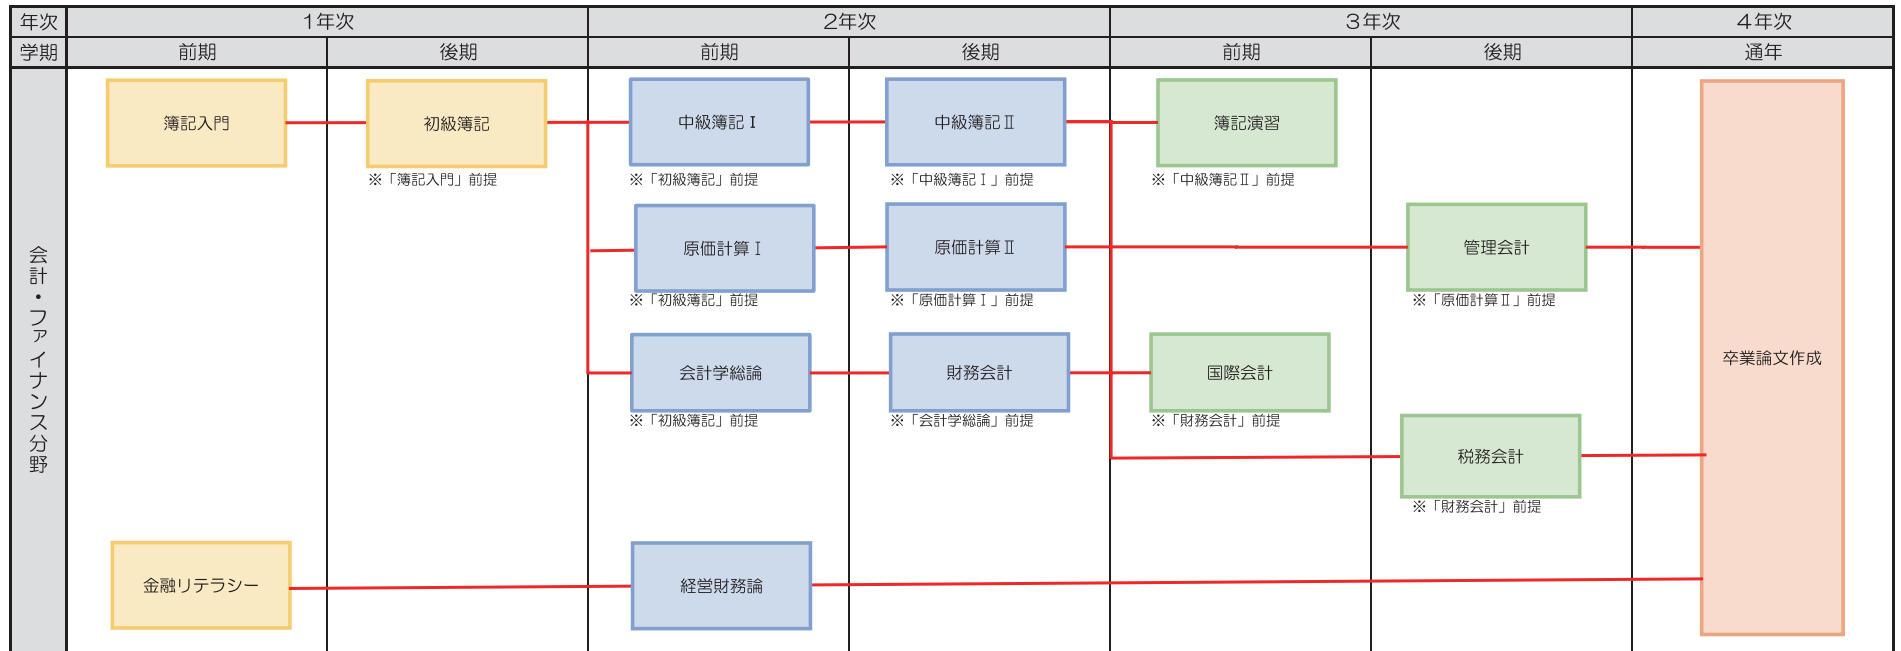 年次 1年次 2年次 3年次 4年次
学期 前期 後期 前期 後期 前期 後期 通年
会計・ファイナンス分野
簿記入門 初級簿記 中級簿記Ⅰ 中級簿記Ⅱ 簿記演習
※「簿記入門」前提 ※「初級簿記」前提 ※「中級簿記Ⅰ」前提 ※「中級簿記Ⅱ」前提
原価計算Ⅰ 原価計算Ⅱ 管理会計
※「初級簿記」前提 ※「原価計算Ⅰ」前提 ※「原価計算Ⅱ」前提
卒業論文作成
会計学総論 財務会計 国際会計
※「初級簿記」前提 ※「会計学総論」前提 ※「財務会計」前提
税務会計
※「財務会計」前提
金融リテラシー 経営財務論